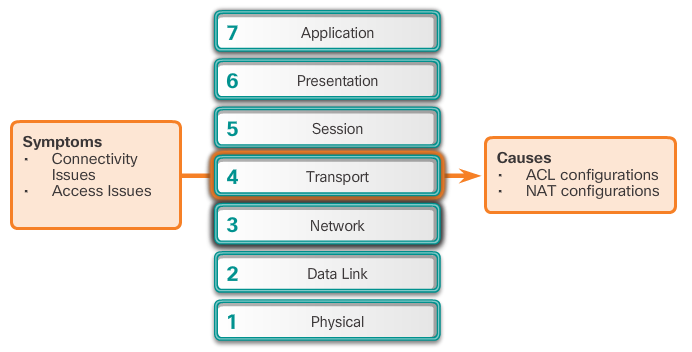 7 Application
6 Presentation
5 Session
Symptoms
· Connectivity
Issues
· Access Issues
4 Transport
Causes
· ACL configurations
· NAT configurations
3 Network
2 Data Link
1 Physical